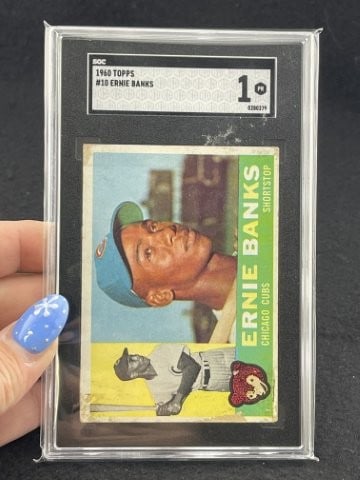 SGC
1960 TOPPS
#10 ERNIE BANKS
1
PR
ERNIE BANKS
CHICAGO CUBS
SHORTSTOP